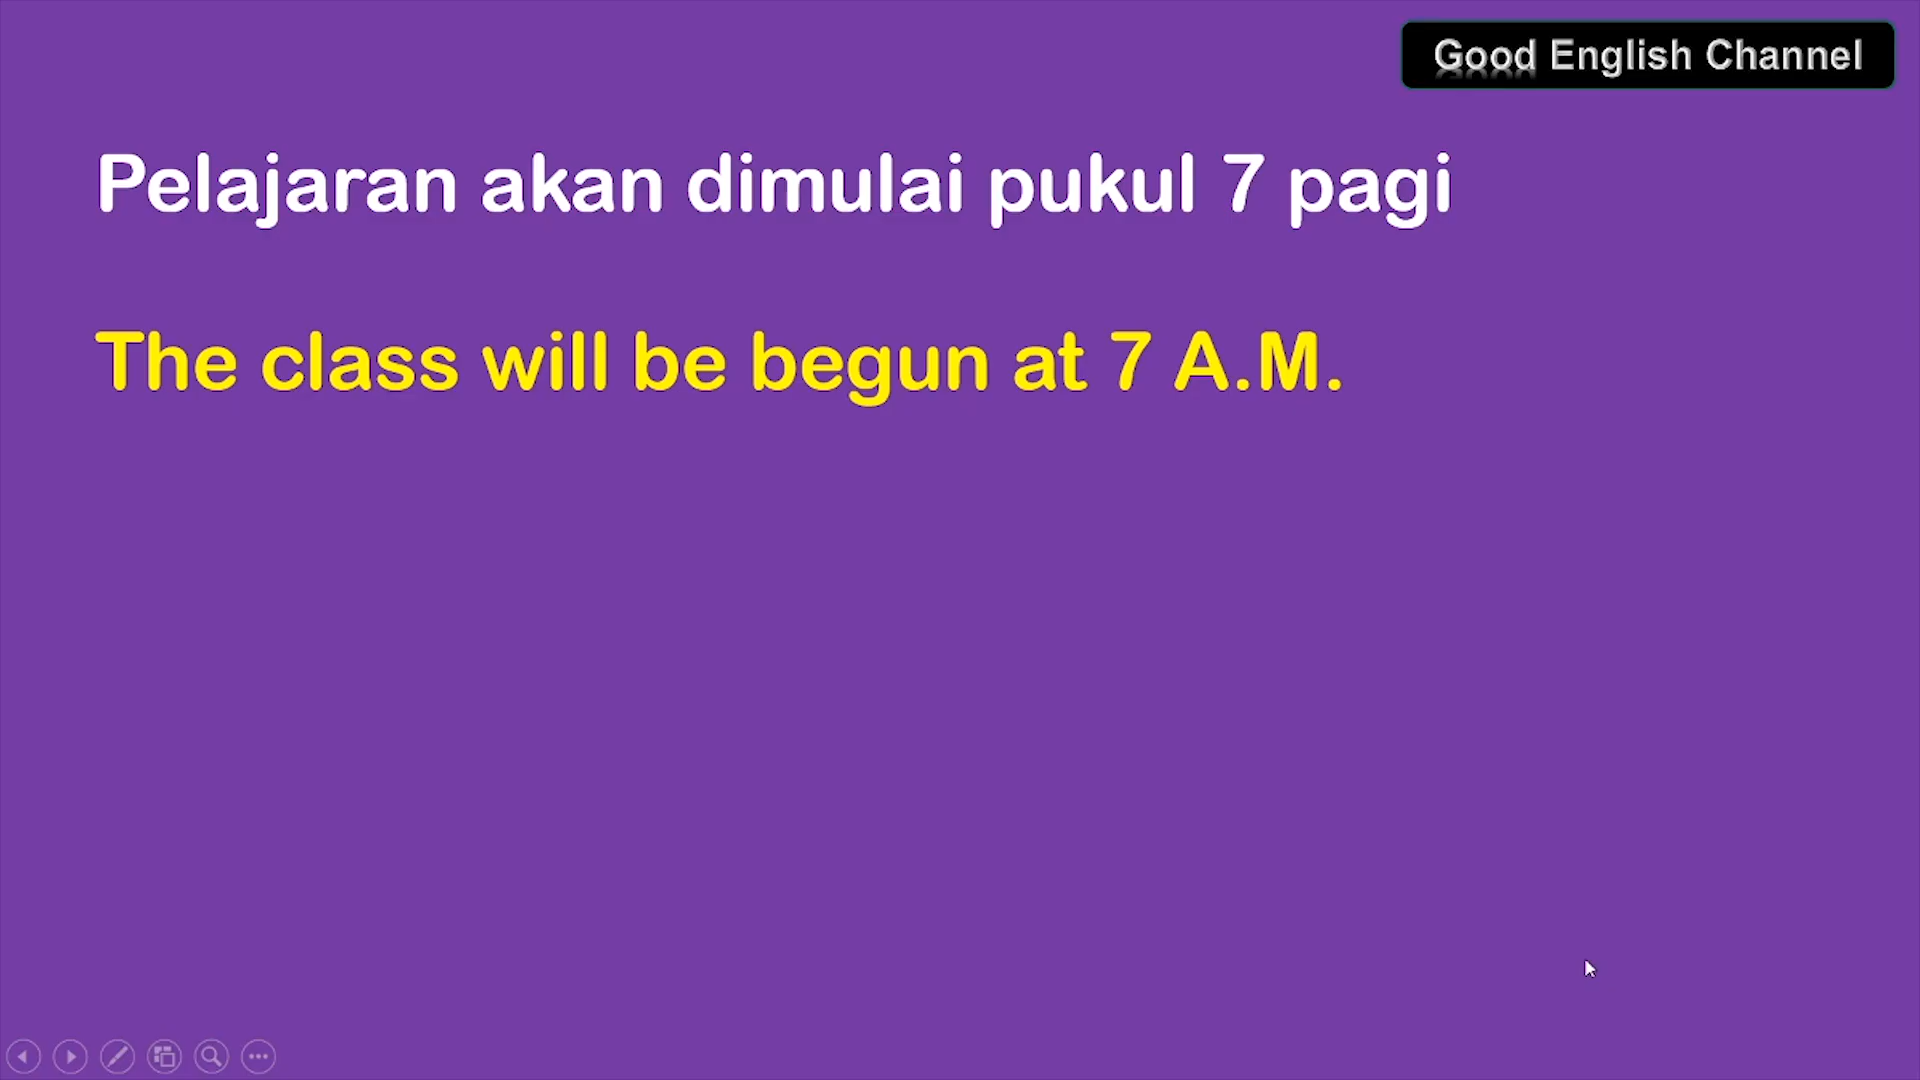 Good English Channel
Pelajaran akan dimulai pukul 7 pagi
The class will be begun at 7 A.M.